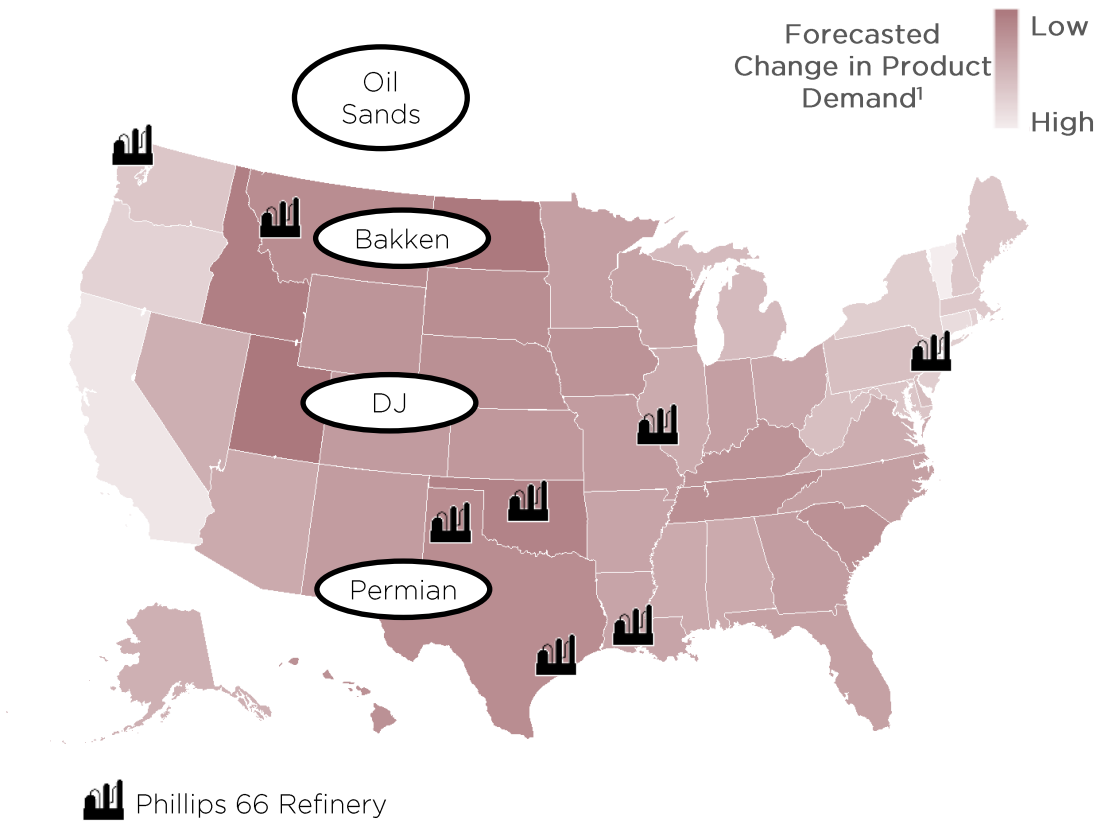 Forecasted
Change in Product
Demand¹
Low
High
Oil
Sands
Bakken
DJ
Permian
Phillips 66 Refinery